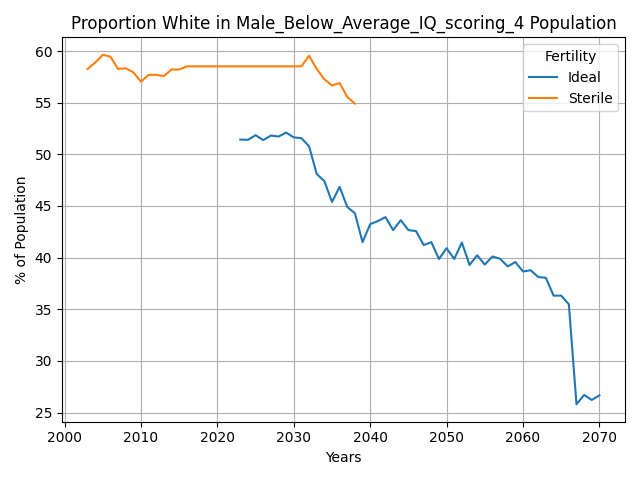 Proportion White in Male_Below_Average_IQ_scoring_4 Population
% of Population
60
55
50
45
40
35
30
25
Fertility
Ideal
Sterile
2000 2010 2020 2030 2040 2050 2060 2070
Years